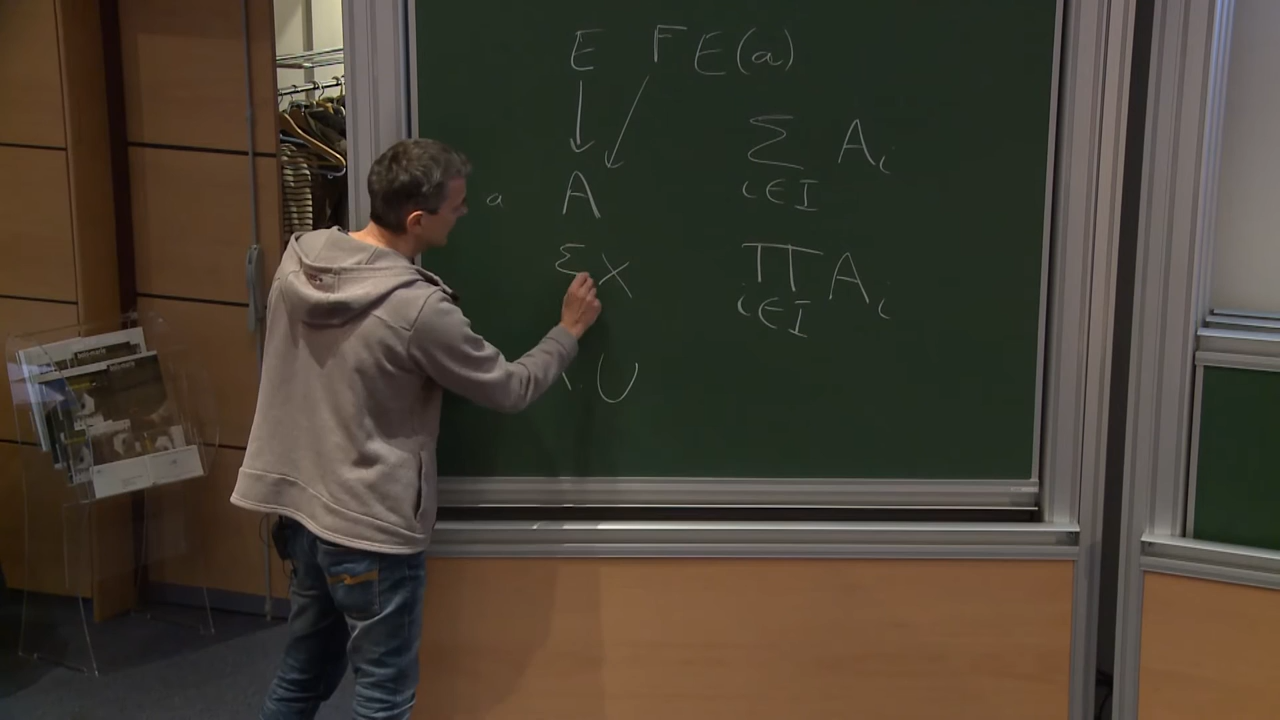 E F E(a)
Σ A_i
i∈I
a A
Σ X
Π A_i
i∈I
U